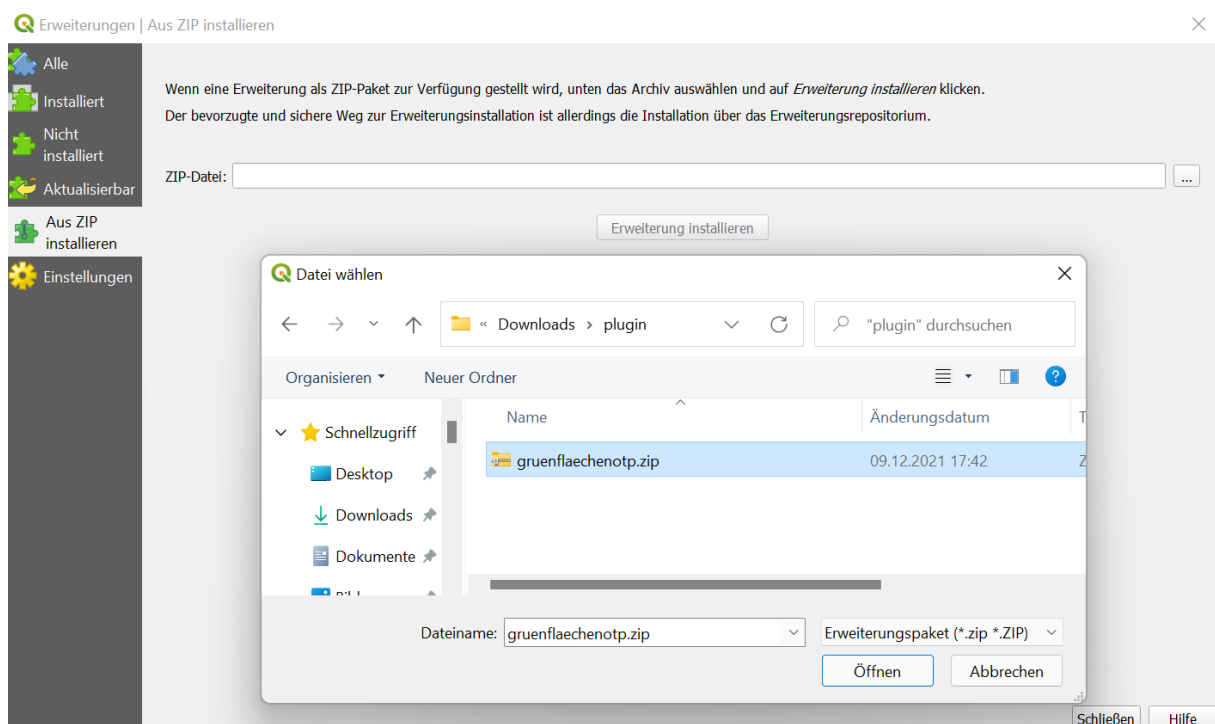 Erweiterungen | Aus ZIP installieren
Alle
Installiert
Nicht
installiert
Aktualisierbar
Aus ZIP
installieren
Einstellungen
Wenn eine Erweiterung als ZIP-Paket zur Verfügung gestellt wird, unten das Archiv auswählen und auf Erweiterung installieren klicken.
Der bevorzugte und sichere Weg zur Erweiterungsinstallation ist allerdings die Installation über das Erweiterungsrepositorium.
ZIP-Datei:
...
Erweiterung installieren
Datei wählen
« Downloads › plugin
"plugin" durchsuchen
Organisieren
Neuer Ordner
?
Schnellzugriff
Desktop
Downloads
Dokumente
Name
Änderungsdatum
gruenflaechenotp.zip
09.12.2021 17:42
Dateiname:
gruenflaechenotp.zip
Erweiterungspaket (*.zip *.ZIP)
Öffnen
Abbrechen
Schließen
Hilfe